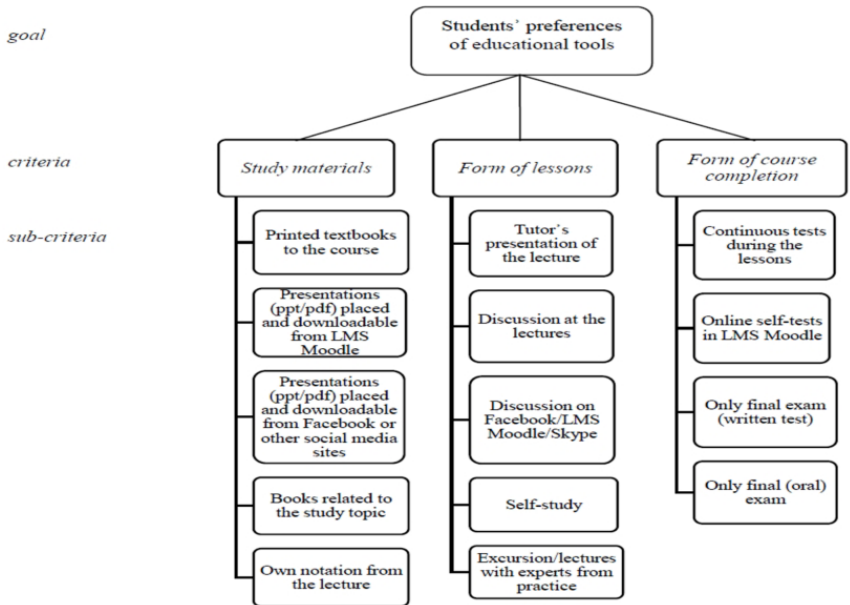 goal
Students’ preferences
of educational tools
criteria
Study materials
Form of lessons
Form of course
completion
sub-criteria
Printed textbooks
to the course
Presentations
(ppt/pdf) placed
and downloadable
from LMS
Moodle
Presentations
(ppt/pdf) placed
and downloadable
from Facebook or
other social media
sites
Books related to
the study topic
Own notation from
the lecture
Tutor’s
presentation of
the lecture
Discussion at the
lectures
Discussion on
Facebook/LMS
Moodle/Skype
Self-study
Excursion/lectures
with experts from
practice
Continuous tests
during the
lessons
Online self-tests
in LMS Moodle
Only final exam
(written test)
Only final (oral)
exam